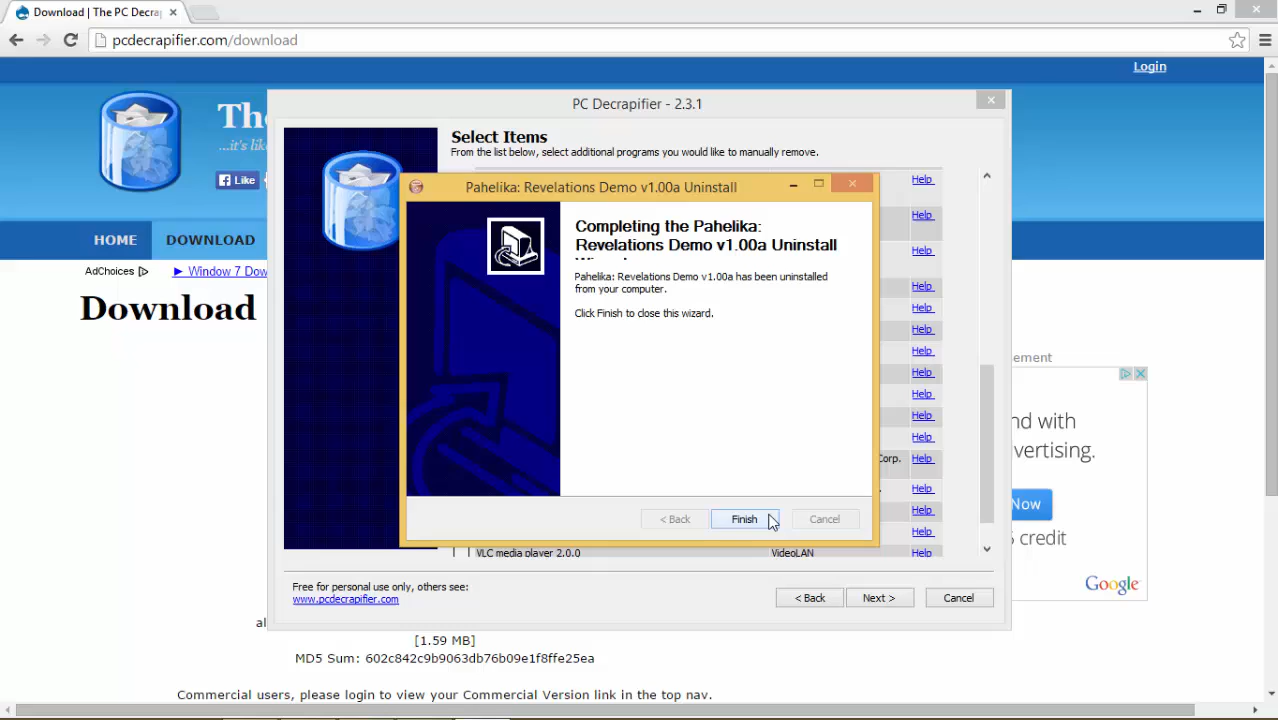 Download | The PC Decra
pcdecrapifier.com/download
Login
Th
...it's lik
Like
HOME
DOWNLOAD
AdChoices
► Window 7 Dow
Download
PC Decrapifier - 2.3.1
Select Items
From the list below, select additional programs you would like to manually remove.
Help
Help
Help
Help
Help
Help
Help
Help
Help
Help
Help
Corp. Help
Help
Help
Help
VLC media player 2.0.0 VideoLAN Help
Pahelika: Revelations Demo v1.00a Uninstall
Completing the Pahelika:
Revelations Demo v1.00a Uninstall
Pahelika: Revelations Demo v1.00a has been uninstalled
from your computer.
Click Finish to close this wizard.
< Back Finish Cancel
Free for personal use only, others see:
www.pcdecrapifier.com
< Back Next > Cancel
ement
nd with
vertising.
Now
credit
Google
al
[1.59 MB]
MD5 Sum: 602c842c9b9063db76b09e1f8ffe25ea
Commercial users, please login to view your Commercial Version link in the top nav.